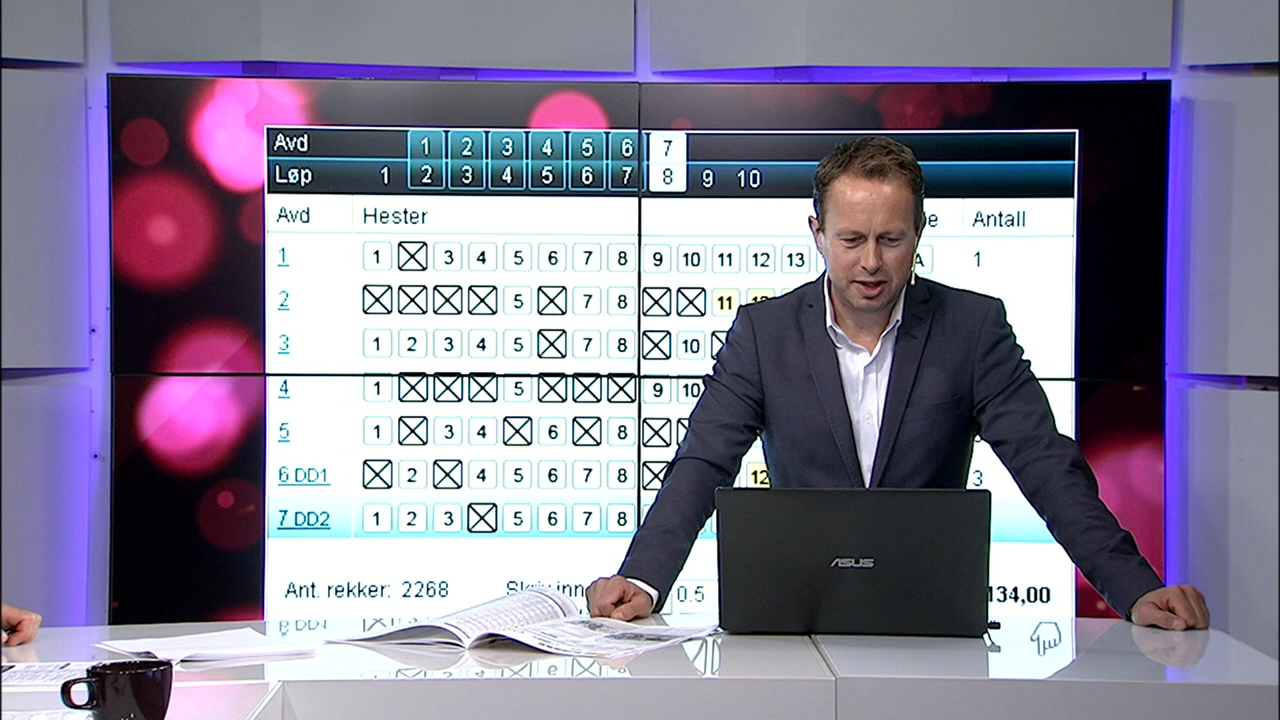 Avd 1 2 3 4 5 6 7
Løp 1 2 3 4 5 6 7 8 9 10
Avd Hester Antall
1 1 3 4 5 6 7 8 9 10 11 12 13 A 1
2 5 7 8 11
3 1 2 3 4 5 7 8 10
4 1 5 9 10
5 1 3 4 6 8
6 DD1 2 4 5 6 7 8 12 3
7 DD2 1 2 3 5 6 7 8
Ant. rekker: 2268 Skriv inn 0.5 134,00
ASUS